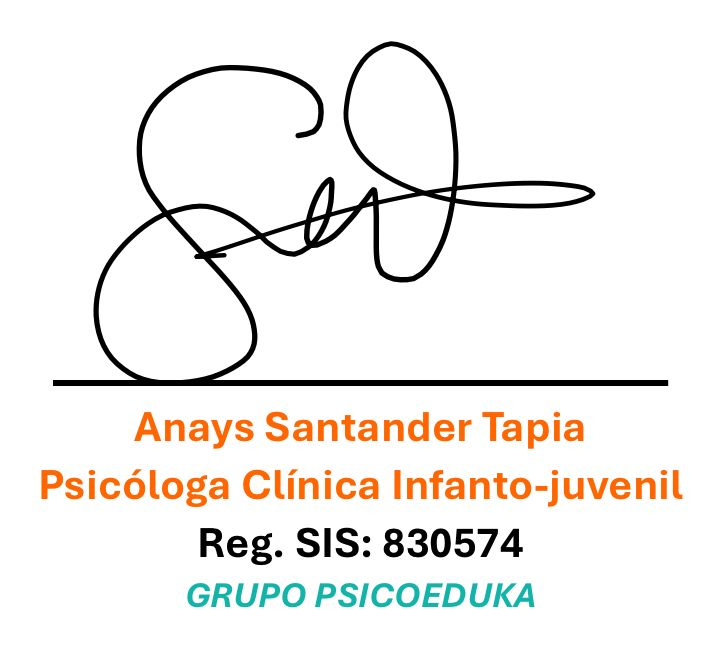 Anays Santander Tapia
Psicóloga Clínica Infanto-juvenil
Reg. SIS: 830574
GRUPO PSICOEDUKA